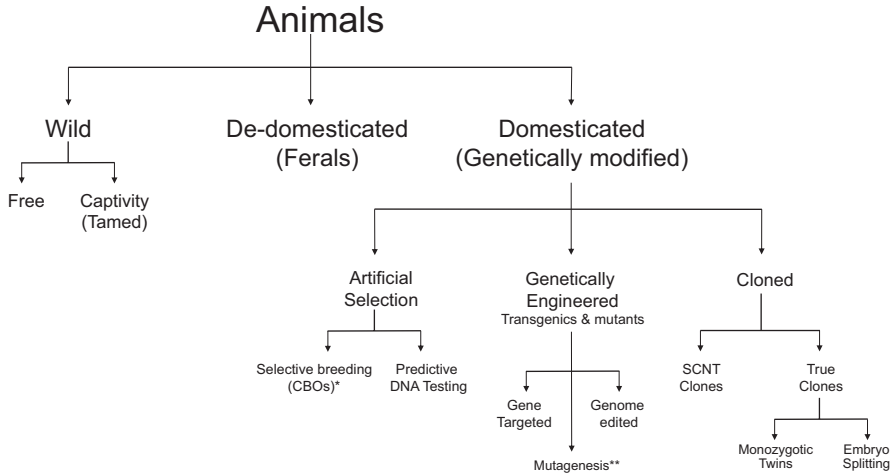 Animals
Wild
De-domesticated
(Ferals)
Domesticated
(Genetically modified)
Free
Captivity
(Tamed)
Artificial
Selection
Genetically
Engineered
Transgenics & mutants
Cloned
Selective breeding
(CBOs)*
Predictive
DNA Testing
Gene
Targeted
Genome
edited
Mutagenesis**
SCNT
Clones
True
Clones
Monozygotic
Twins
Embryo
Splitting